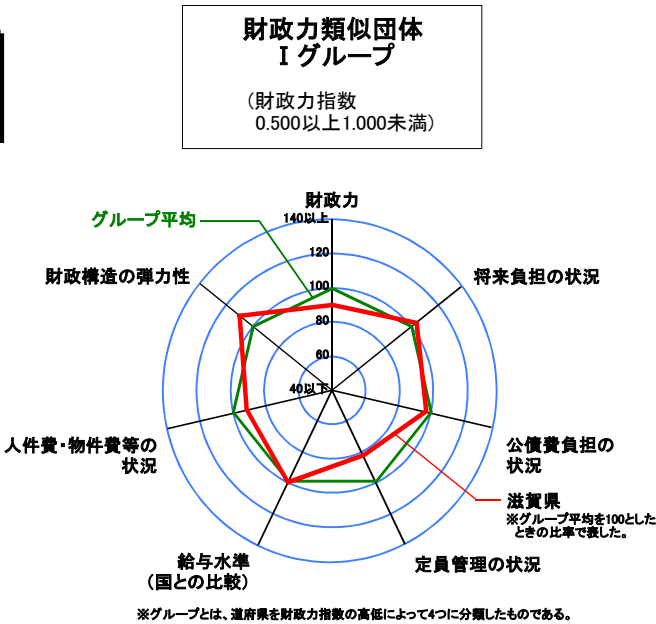 財政力類似団体
Ⅰグループ
(財政力指数
0.500以上1.000未満)
財政力
140以上
グループ平均
120
財政構造の弾力性
将来負担の状況
100
80
60
40以下
人件費・物件費等の
状況
公債費負担の
状況
滋賀県
※グループ平均を100とした
ときの比率で表した。
給与水準
(国との比較)
定員管理の状況
※グループとは、道府県を財政力指数の高低によって4つに分類したものである。